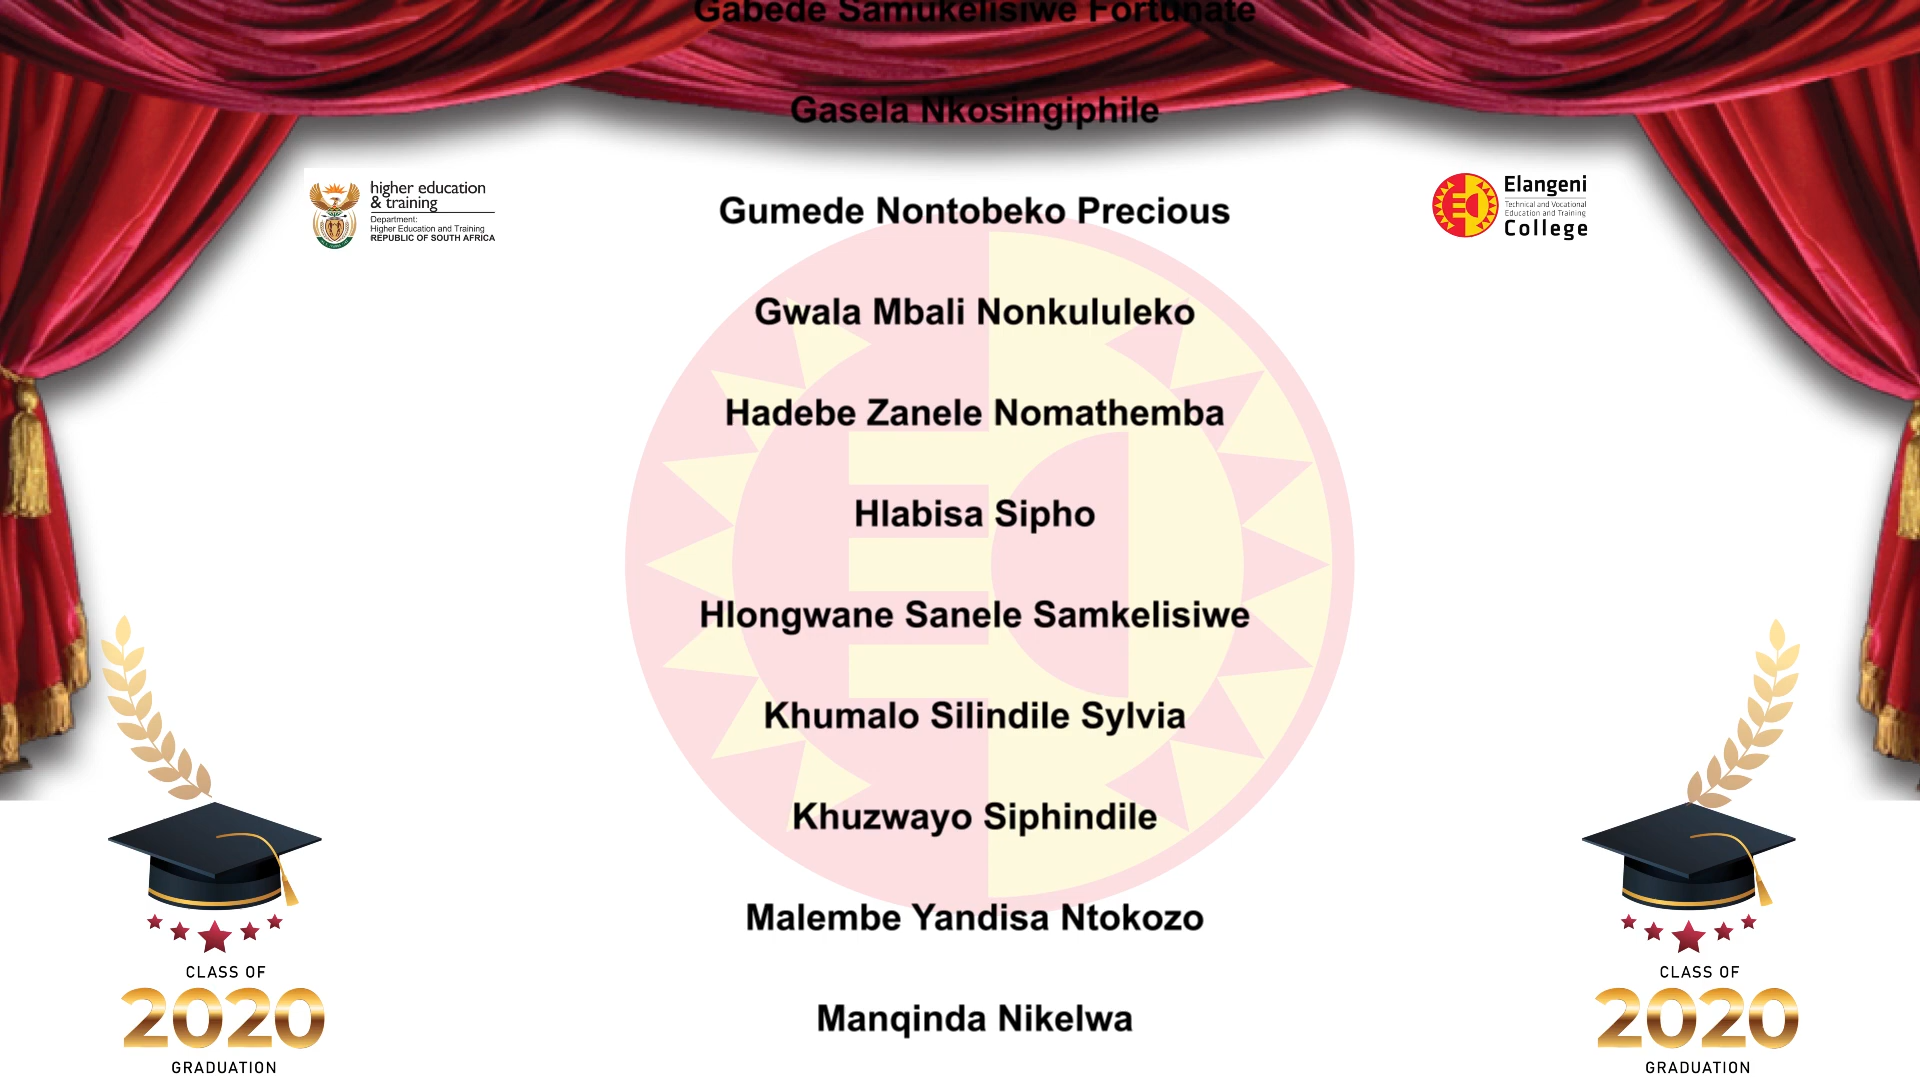 Gabede Samukelisiwe Fortunate
Gasela Nkosingiphile
higher education
& training
Department:
Higher Education and Training
REPUBLIC OF SOUTH AFRICA
Elangeni
Technical and Vocational
Education and Training
College
Gumede Nontobeko Precious
Gwala Mbali Nonkululeko
Hadebe Zanele Nomathemba
Hlabisa Sipho
Hlongwane Sanele Samkelisiwe
Khumalo Silindile Sylvia
Khuzwayo Siphindile
Malembe Yandisa Ntokozo
Manqinda Nikelwa
CLASS OF
2020
GRADUATION
CLASS OF
2020
GRADUATION